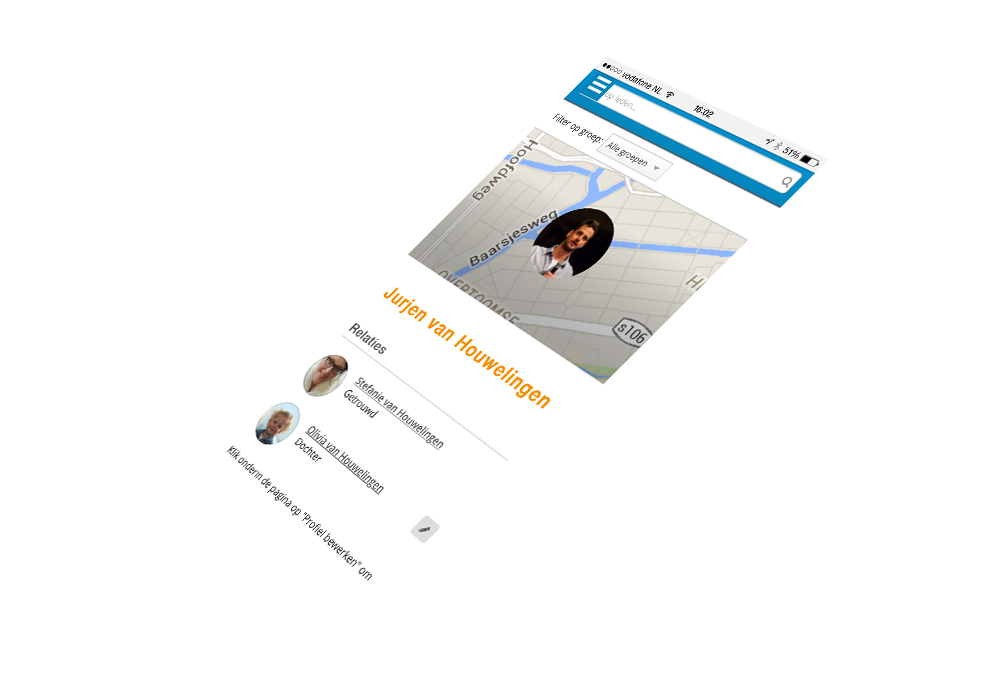 vodafone NL 16:02 51%
op leden...
Filter op groep: Alle groepen
Hoofdweg
Baarsjesweg
OVERTOOMSE
s106
Jurjen van Houwelingen
Relaties
Stefanie van Houwelingen
Getrouwd
Olivia van Houwelingen
Dochter
Klik onderin de pagina op "Profiel bewerken" om